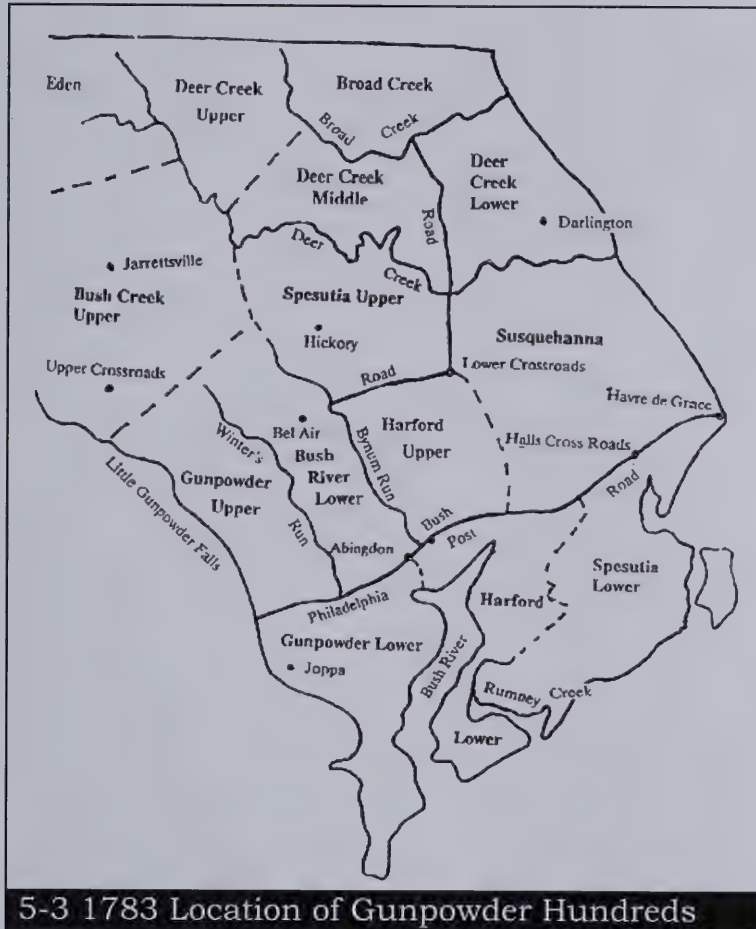 Eden
Deer Creek
Upper
Broad Creek
Broad
Creek
Deer Creek
Middle
Road
Deer
Creek
Lower
Darlington
Deer
Creek
Jarrettsville
Bush Creek
Upper
Spesutia Upper
Hickory
Susquehanna
Upper Crossroads
Road
Lower Crossroads
Havre de Grace
Winter's
Run
Bel Air
Bush
River
Lower
Bynum Run
Harford
Upper
Halls Cross Roads
Little Gunpowder Falls
Gunpowder
Upper
Abingdon
Bush
Philadelphia
Post
Road
Spesutia
Lower
Gunpowder Lower
Joppa
Bush River
Harford
Lower
Rumney Creek
5-3 1783 Location of Gunpowder Hundreds